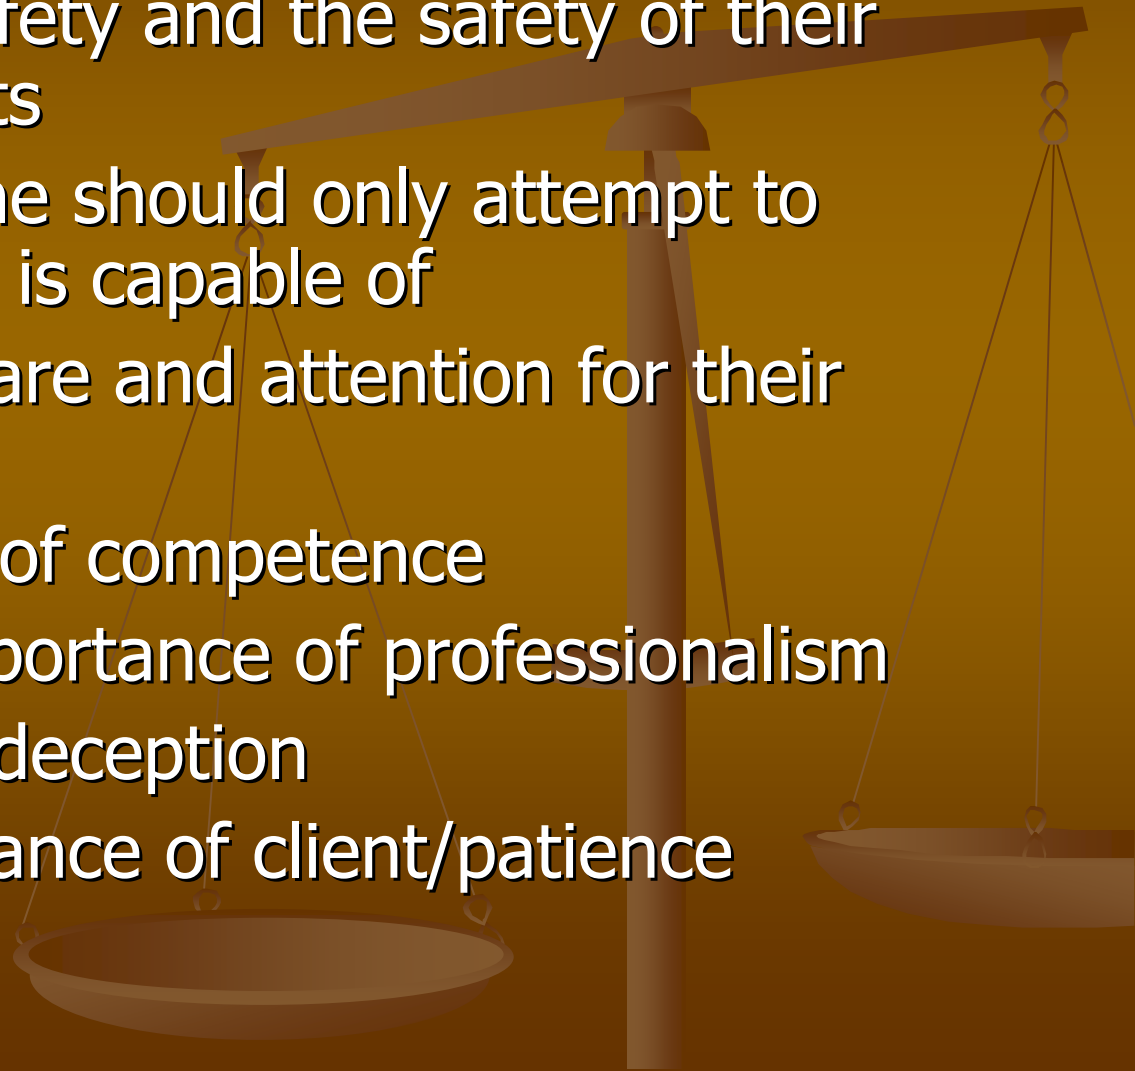 fety and the safety of their
ts
ne should only attempt to
is capable of
are and attention for their
of competence
portance of professionalism
deception
ance of client/patience